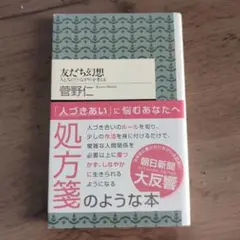 友だち幻想
人と人の〈つながり〉を考える
菅野仁
「人づきあい」に悩むあなたへ
処方箋
のような本
人づき合いのルールを知り、
少しの作法を身に付けるだけで、
複雑な人間関係を
必要以上に傷つ
かず、しなやか
に生きられる
ようになる
朝日新聞
大反響